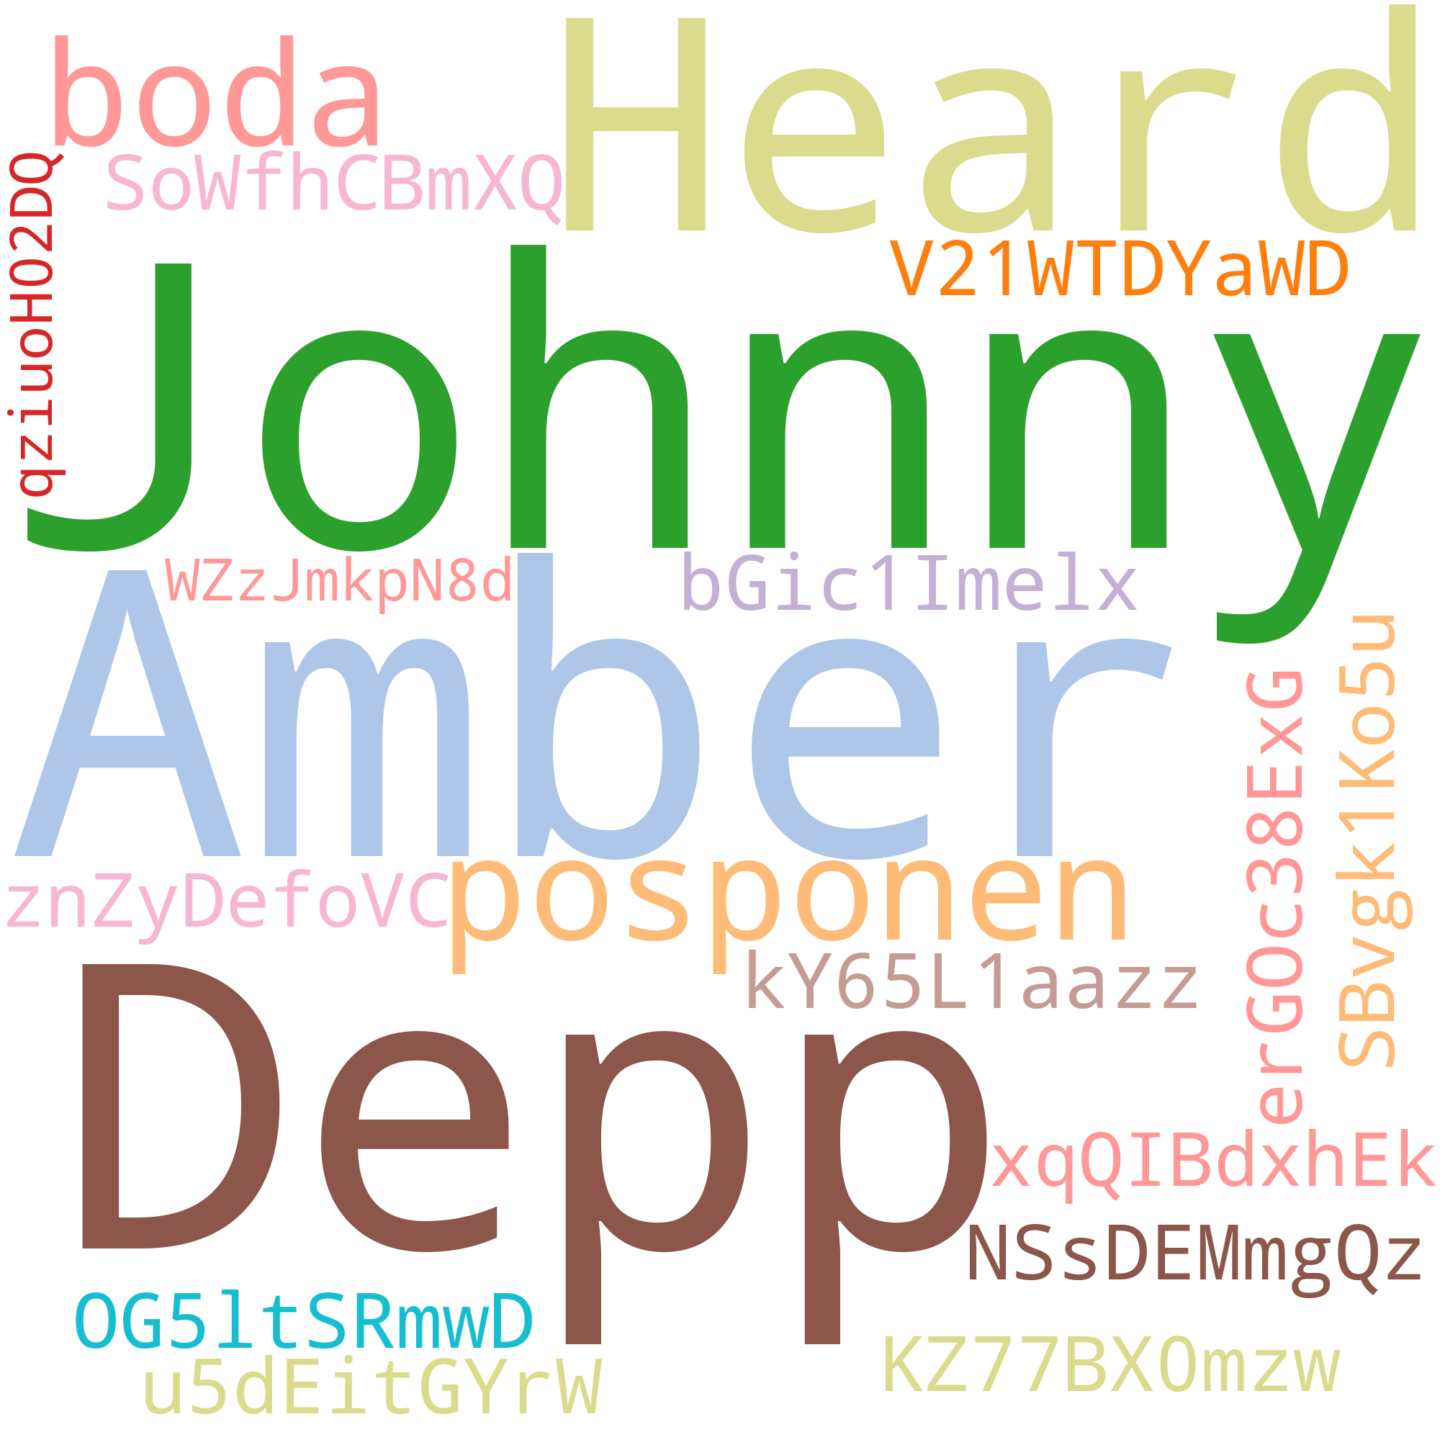 boda
Heard
SoWfhCBmXQ
qziuoHO2DQ
V21WTDYaWD
Johnny
WZzJmkpN8d
bGic1Imelx
Amber
erGOc38ExG
SBvgk1Ko5u
znZyDefoVC
posponen
kY65L1aazz
Depp
xqQIBdxhEk
NSsDEMmgQz
OG5ltSRmwD
u5dEitGYrW
KZ77BXOmzw